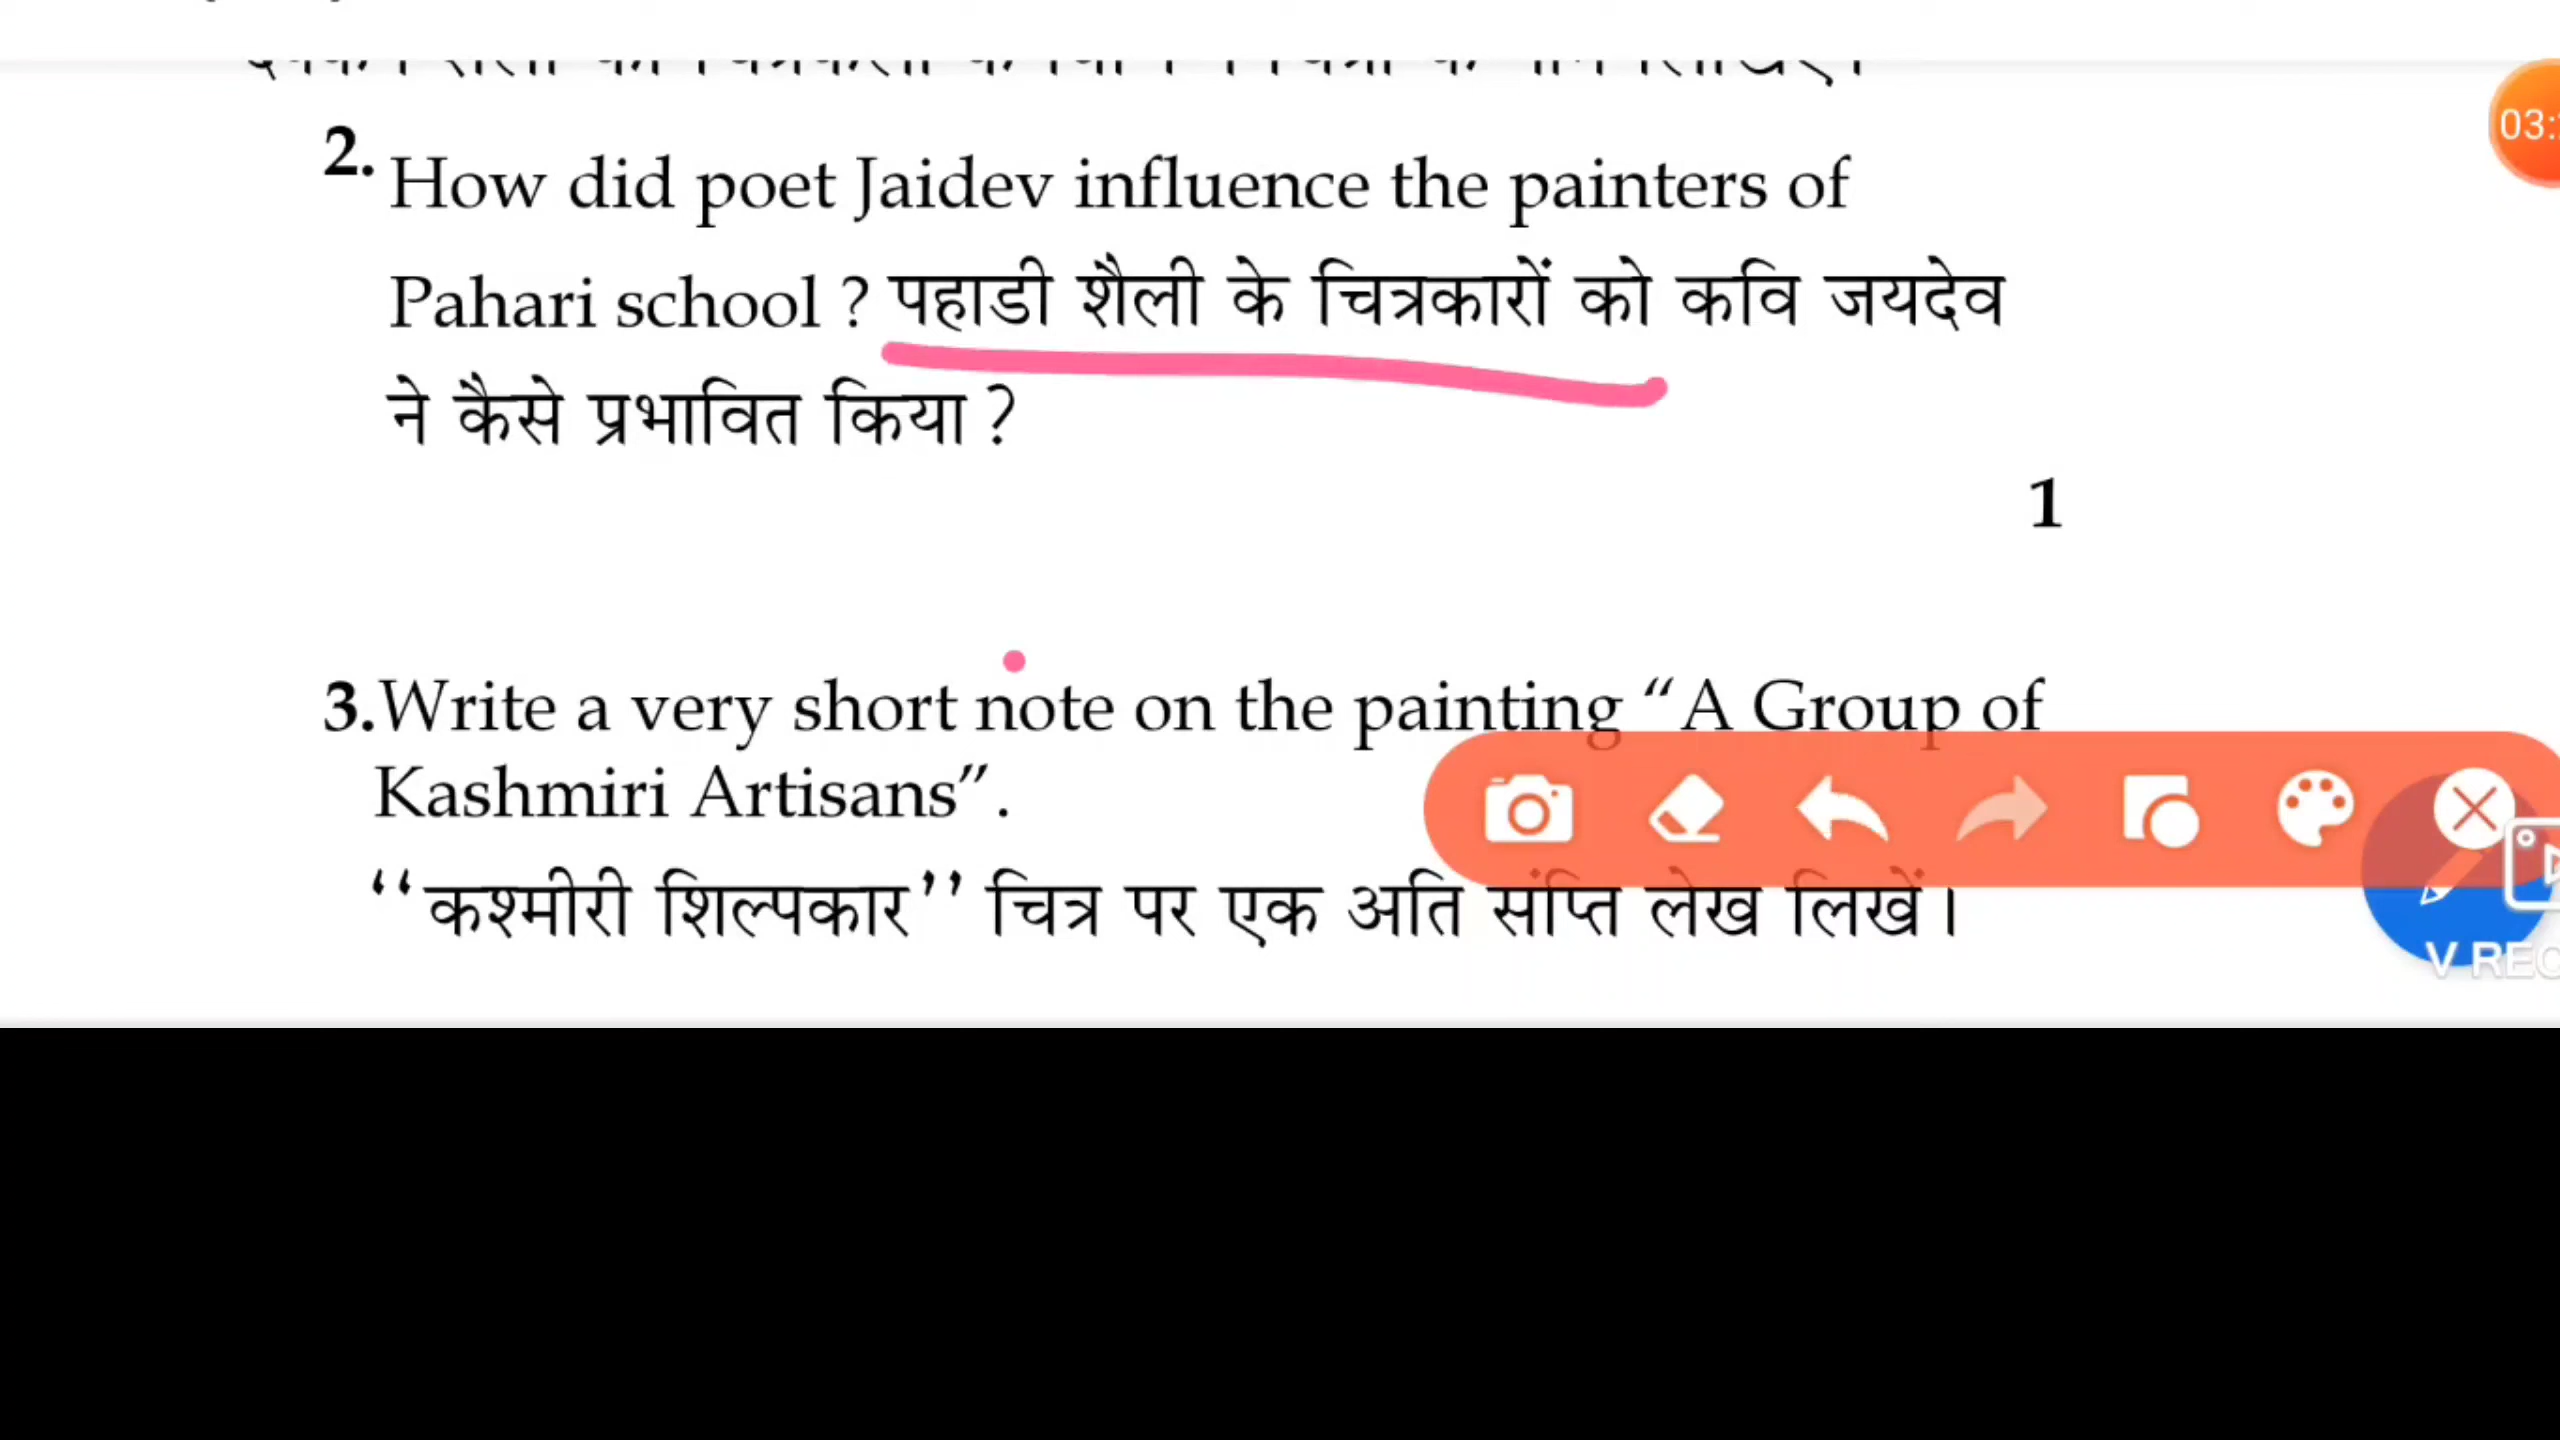 03:
2. How did poet Jaidev influence the painters of
Pahari school ? पहाडी शैली के चित्रकारों को कवि जयदेव
ने कैसे प्रभावित किया ?
1
3.Write a very short note on the painting “A Group of
Kashmiri Artisans”.
“कश्मीरी शिल्पकार” चित्र पर एक अति संप्ति लेख लिखें।
V REC